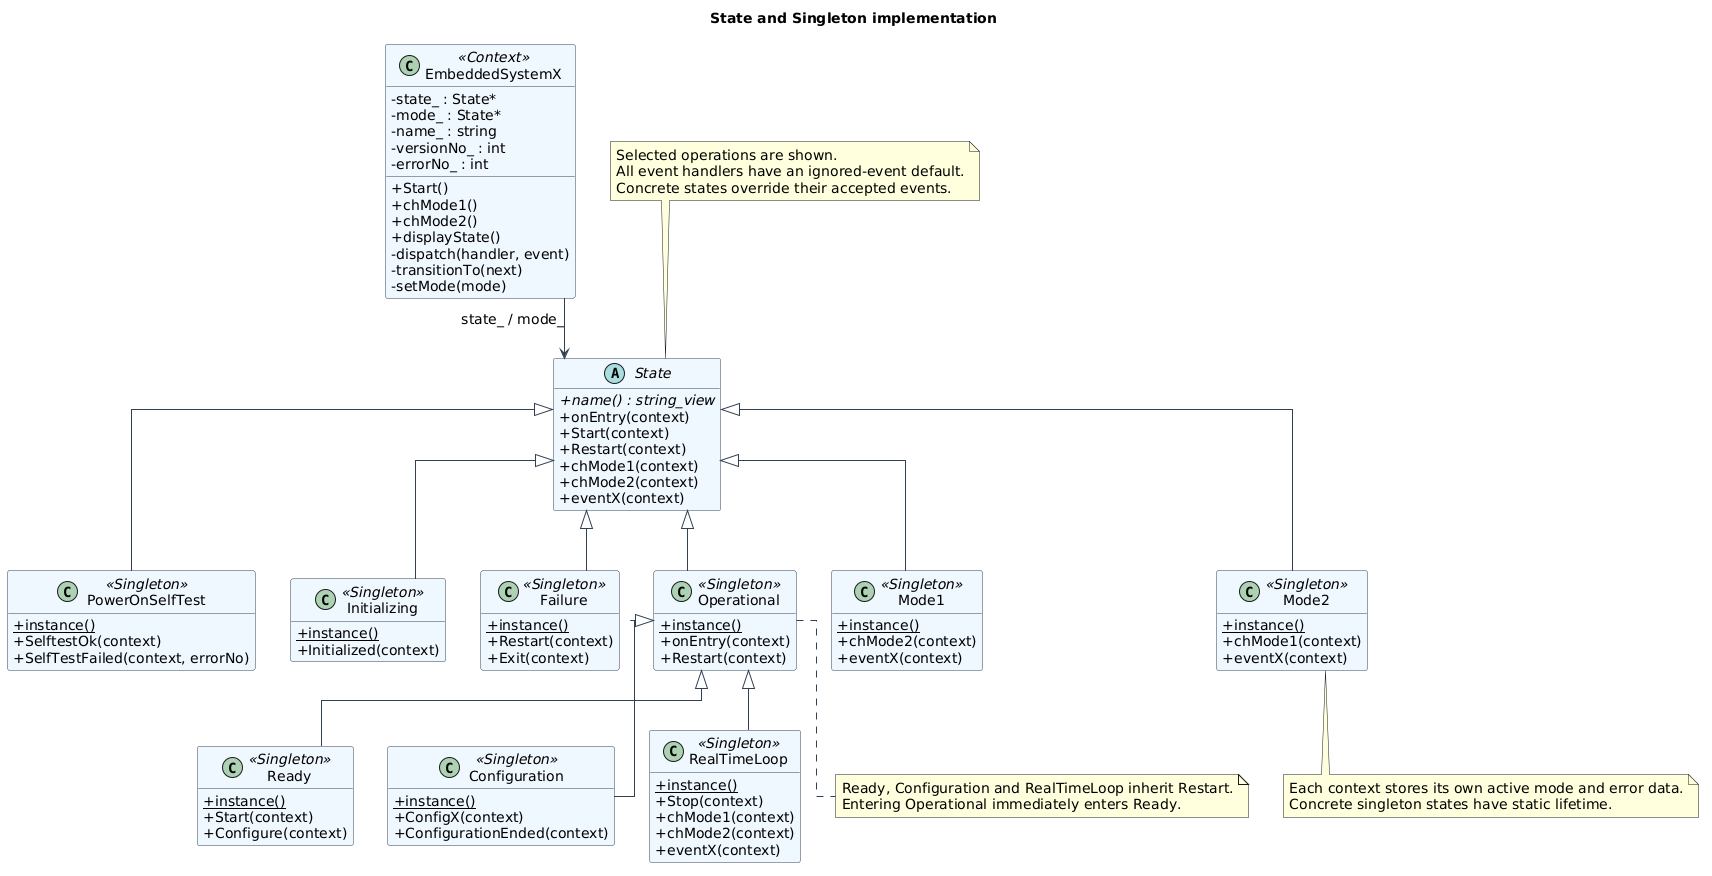 State and Singleton implementation
C
«Context»
EmbeddedSystemX
-state_ : State*
-mode_ : State*
-name_ : string
-versionNo_ : int
-errorNo_ : int
+Start()
+chMode1()
+chMode2()
+displayState()
-dispatch(handler, event)
-transitionTo(next)
-setMode(mode)
Selected operations are shown.
All event handlers have an ignored-event default.
Concrete states override their accepted events.
state_ / mode_
A
State
+name() : string_view
+onEntry(context)
+Start(context)
+Restart(context)
+chMode1(context)
+chMode2(context)
+eventX(context)
C
«Singleton»
PowerOnSelfTest
+instance()
+SelftestOk(context)
+SelfTestFailed(context, errorNo)
C
«Singleton»
Initializing
+instance()
+Initialized(context)
C
«Singleton»
Failure
+instance()
+Restart(context)
+Exit(context)
C
«Singleton»
Operational
+instance()
+onEntry(context)
+Restart(context)
C
«Singleton»
Mode1
+instance()
+chMode2(context)
+eventX(context)
C
«Singleton»
Mode2
+instance()
+chMode1(context)
+eventX(context)
C
«Singleton»
Ready
+instance()
+Start(context)
+Configure(context)
C
«Singleton»
Configuration
+instance()
+ConfigX(context)
+ConfigurationEnded(context)
C
«Singleton»
RealTimeLoop
+instance()
+Stop(context)
+chMode1(context)
+chMode2(context)
+eventX(context)
Ready, Configuration and RealTimeLoop inherit Restart.
Entering Operational immediately enters Ready.
Each context stores its own active mode and error data.
Concrete singleton states have static lifetime.